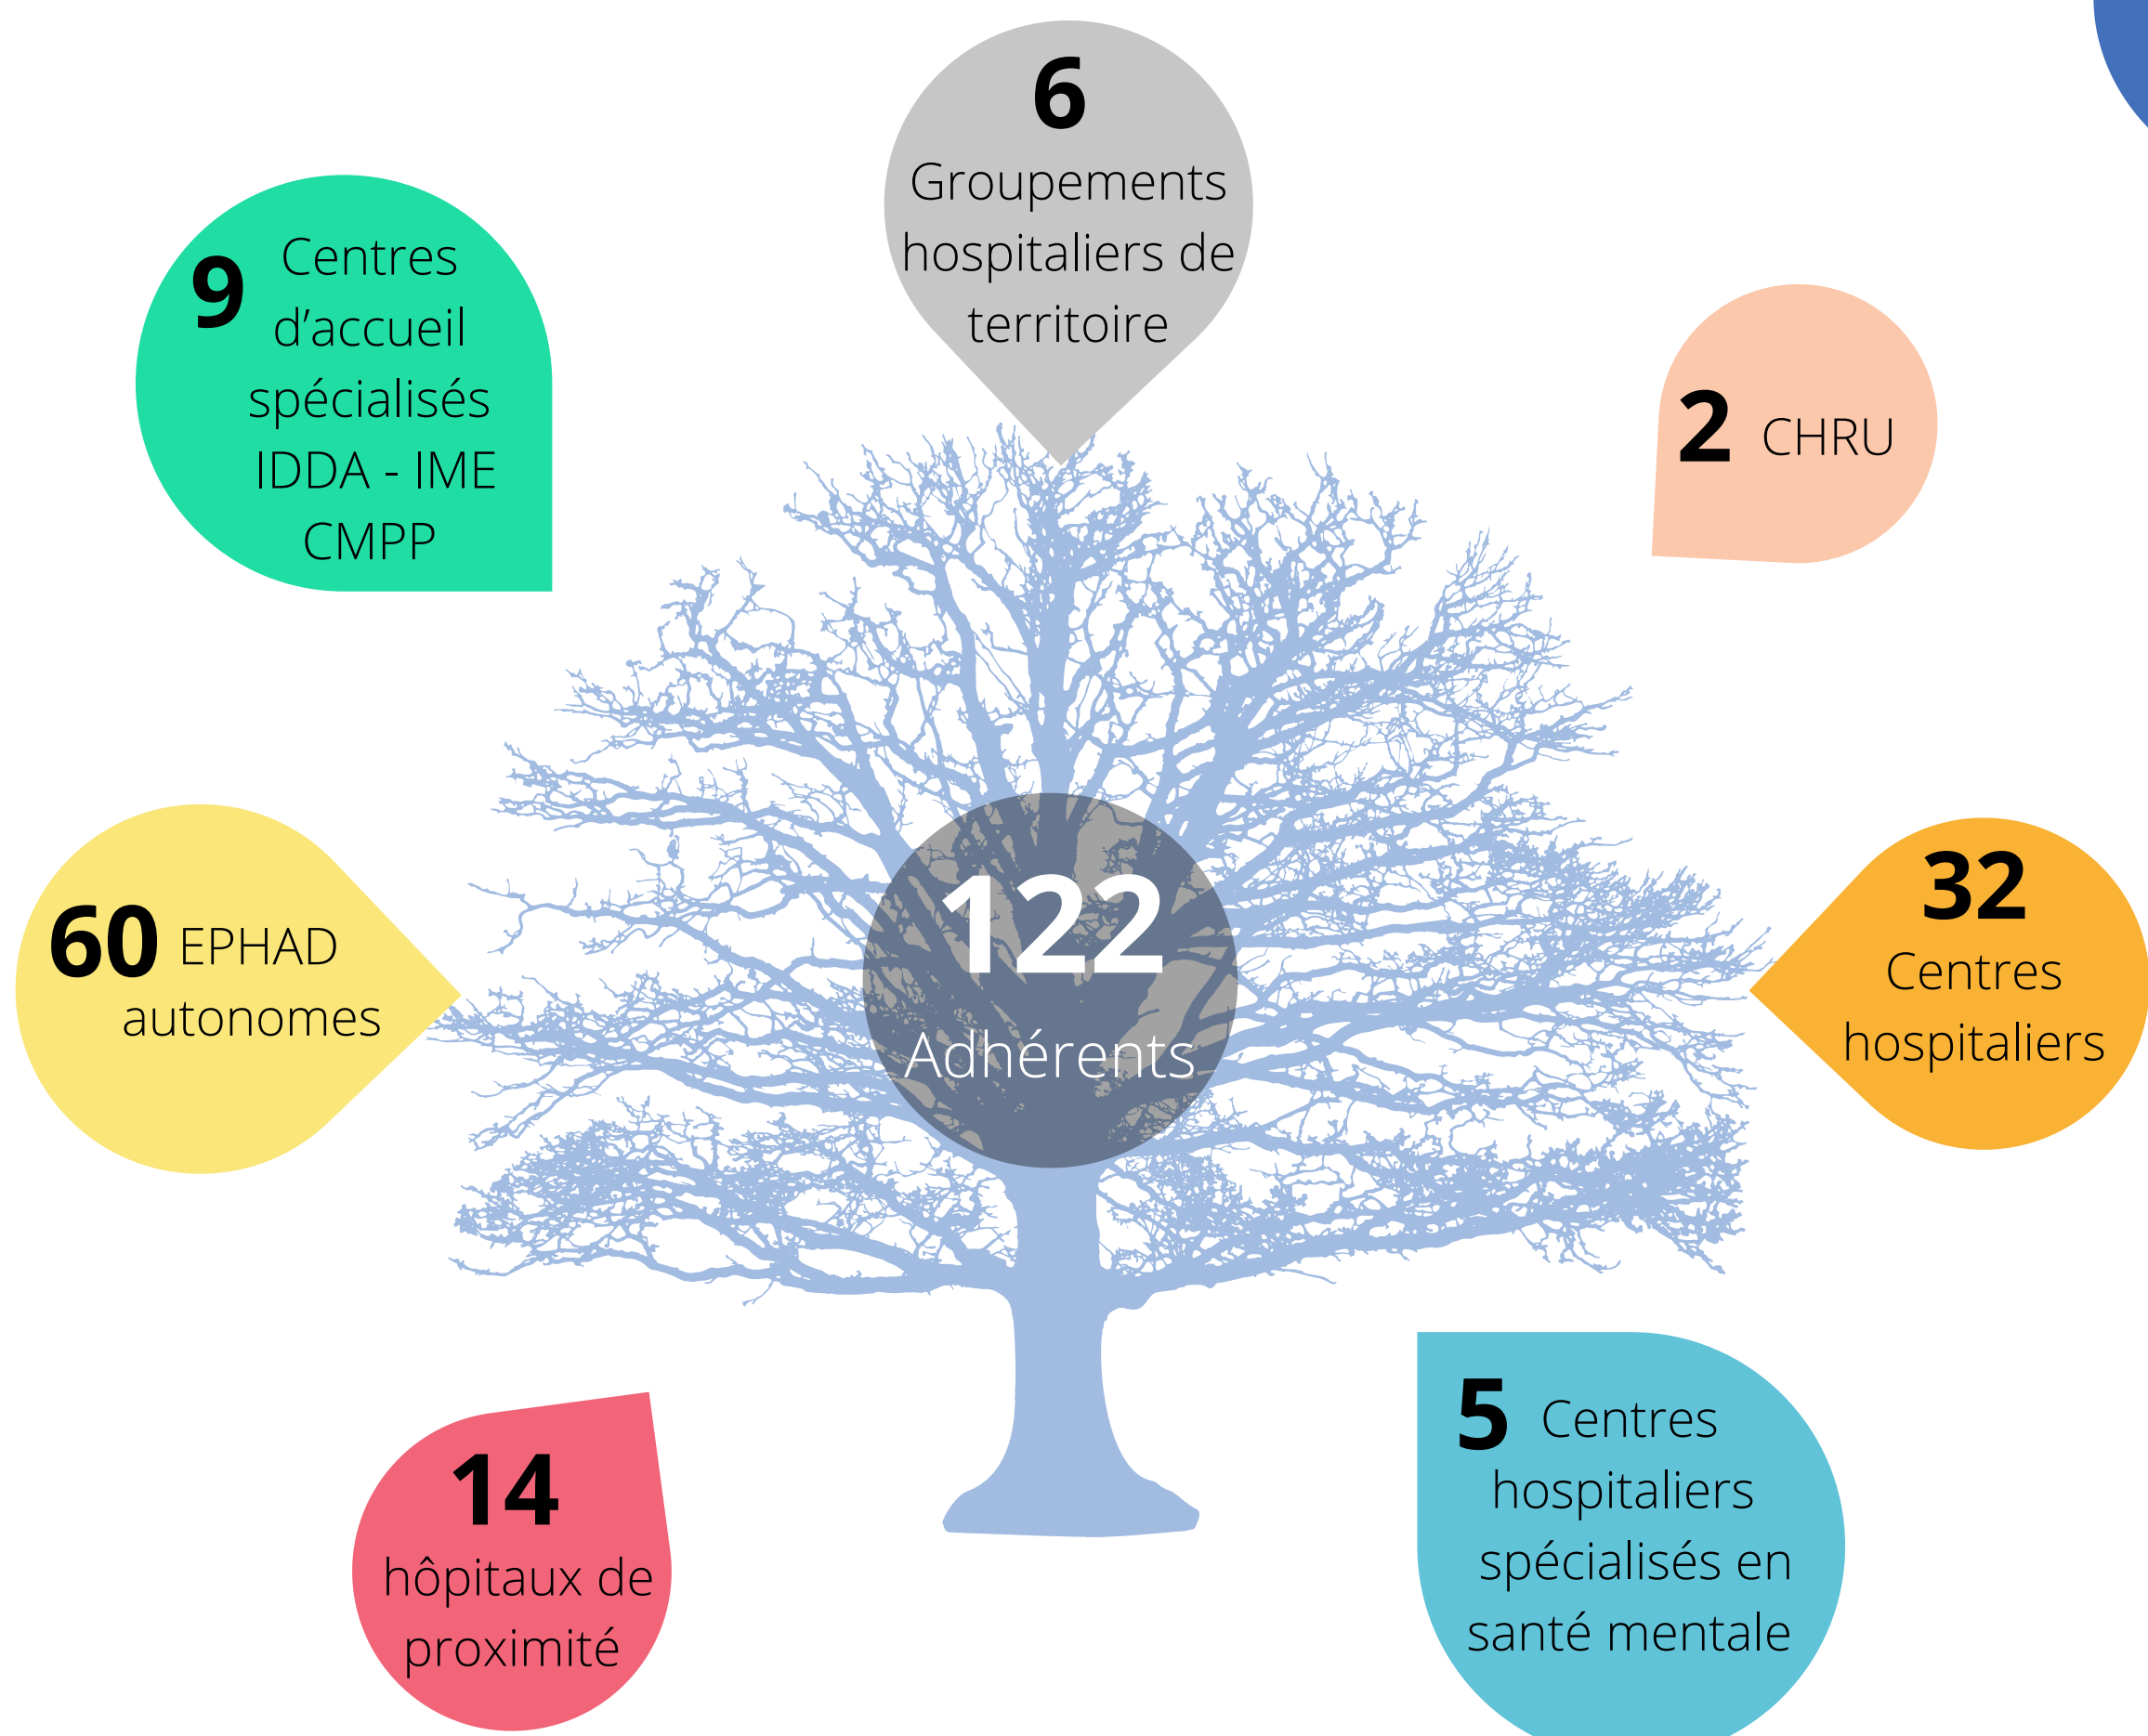 6
Groupements
hospitaliers de
territoire
9 Centres
d’accueil
spécialisés
IDDA - IME
CMPP
2 CHRU
60 EPHAD
autonomes
122
Adhérents
32
Centres
hospitaliers
14
hôpitaux de
proximité
5 Centres
hospitaliers
spécialisés en
santé mentale